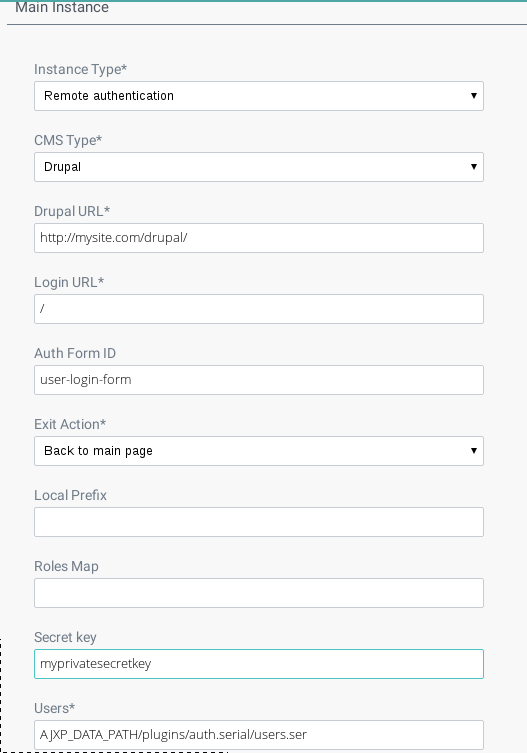 Main Instance
Instance Type*
Remote authentication
CMS Type*
Drupal
Drupal URL*
http://mysite.com/drupal/
Login URL*
/
Auth Form ID
user-login-form
Exit Action*
Back to main page
Local Prefix
Roles Map
Secret key
myprivatesecretkey
Users*
AJXP_DATA_PATH/plugins/auth.serial/users.ser